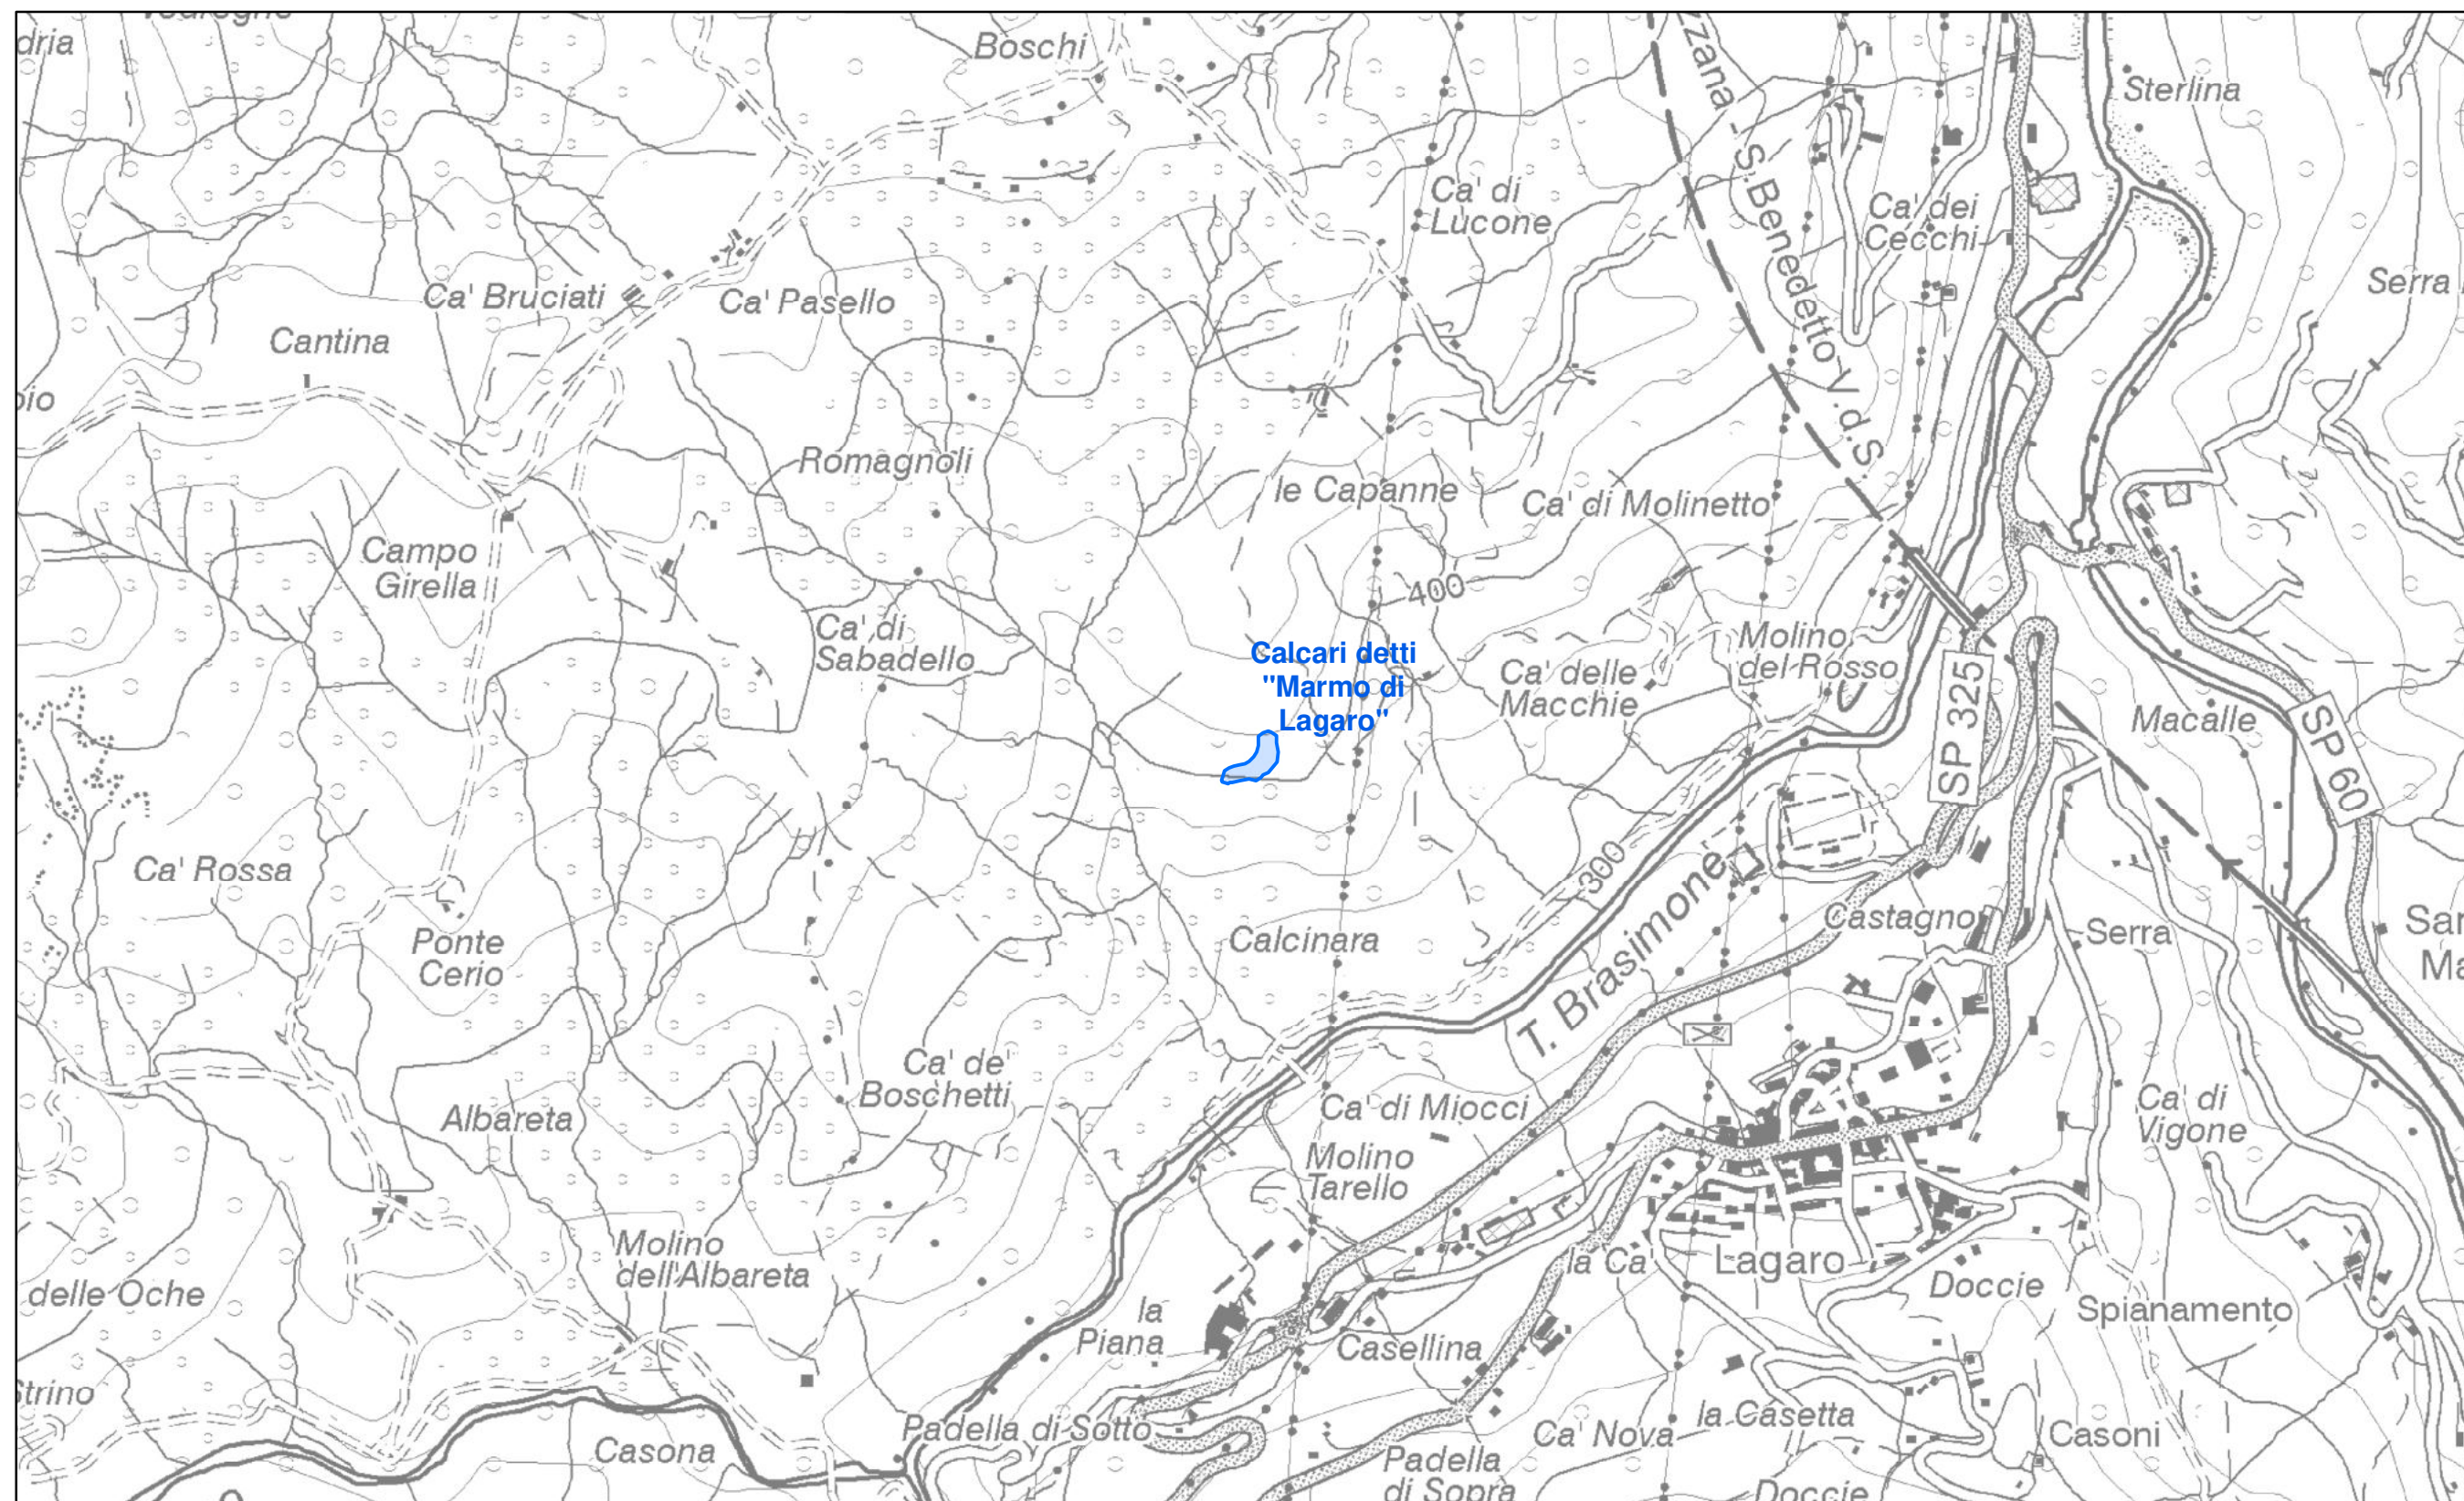 dria
Boschi
Sterlina
Ca' di
Lucone
Ca' dei
Cecchi
zzana - S.Benedetto V.d.S.
Serra
Ca' Bruciati
Ca' Pasello
Cantina
Romagnoli
le Capanne
Ca' di Molinetto
Campo
Girella
400
Ca' di
Sabadello
Calcari detti
"Marmo di
Lagaro"
Ca' delle
Macchie
Molino
del Rosso
SP 325
Macalle
SP 60
Ca' Rossa
300
Ponte
Cerio
Calcinara
T. Brasimone
Castagno
Serra
Ca' de'
Boschetti
Albareta
Ca' di Miocci
Molino
Tarello
Ca' di
Vigone
Molino
dell'Albareta
delle Oche
la
Piana
la Ca'
Lagaro
Doccie
Spianamento
Casellina
Strino
Padella di Sotto
Casona
Ca' Nova
la Casetta
Casoni
Padella
di Sopra
Doccie